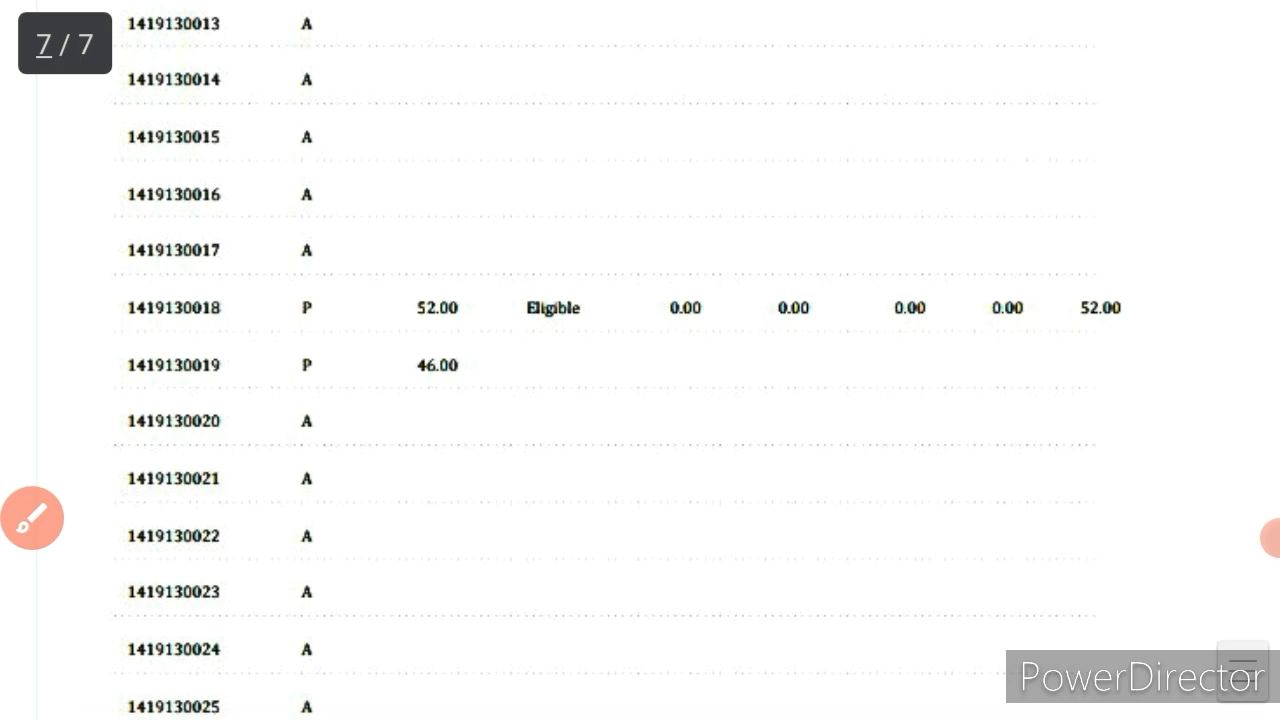 1419130013 A
7 / 7
1419130014 A
1419130015 A
1419130016 A
1419130017 A
1419130018 P 52.00 Eligible 0.00 0.00 0.00 0.00 52.00
1419130019 P 46.00
1419130020 A
1419130021 A
1419130022 A
1419130023 A
1419130024 A
PowerDirector
1419130025 A